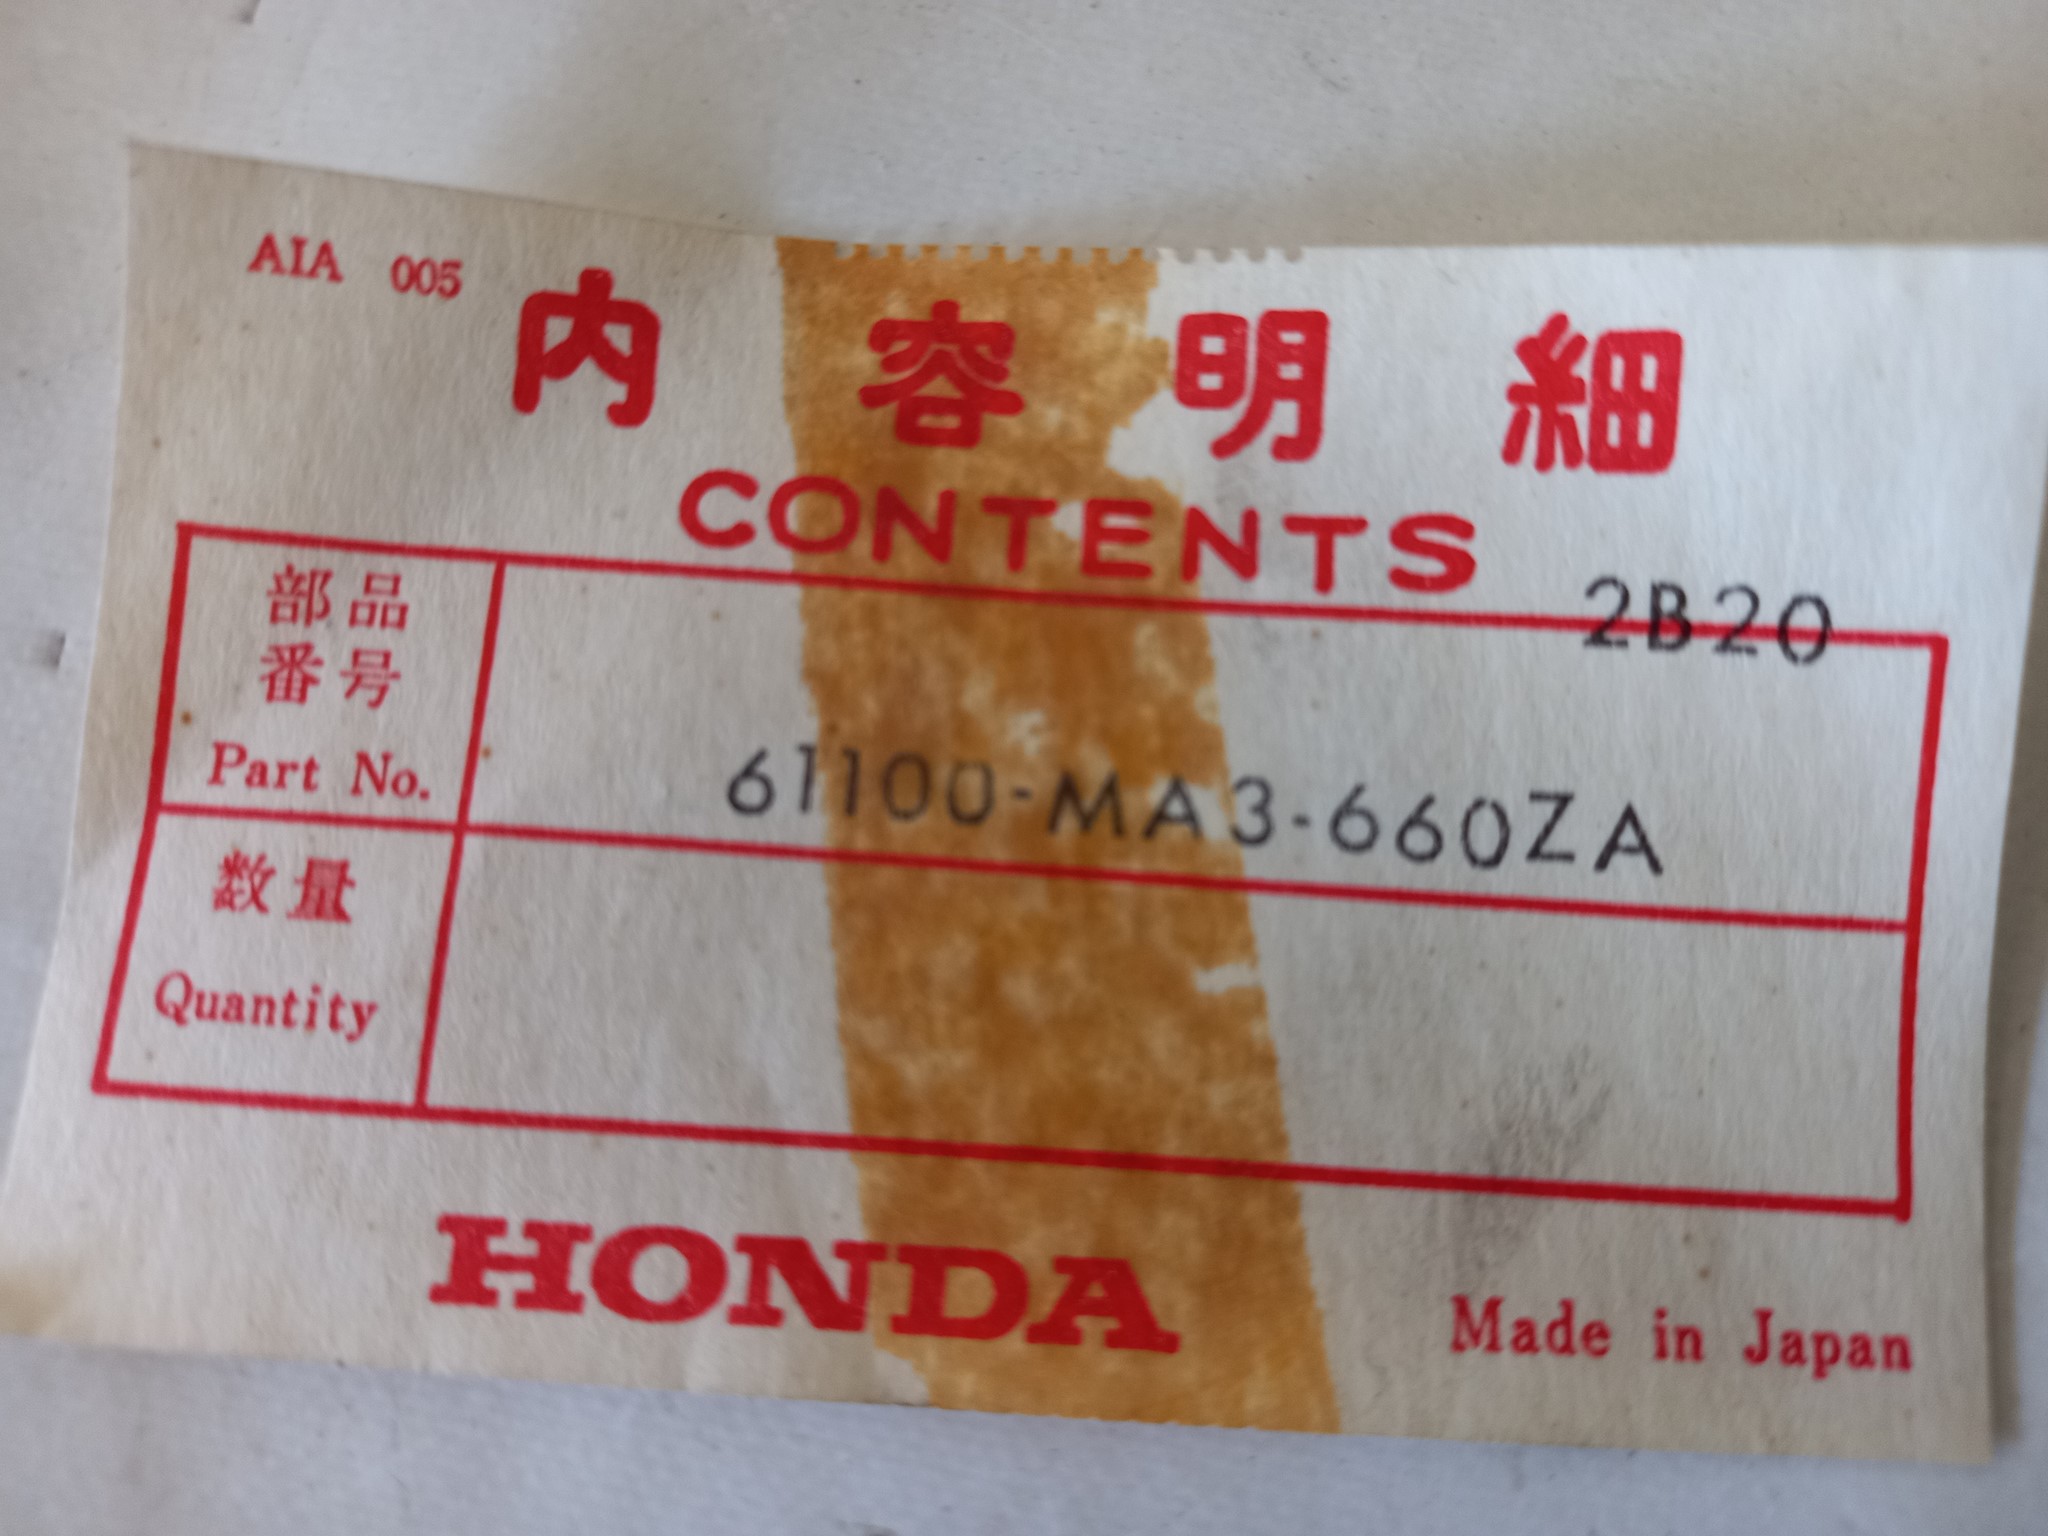 AIA 005
内容明細
CONTENTS
2B20
部品
番号
Part No.
61100-MA3-660ZA
数量
Quantity
HONDA
Made in Japan